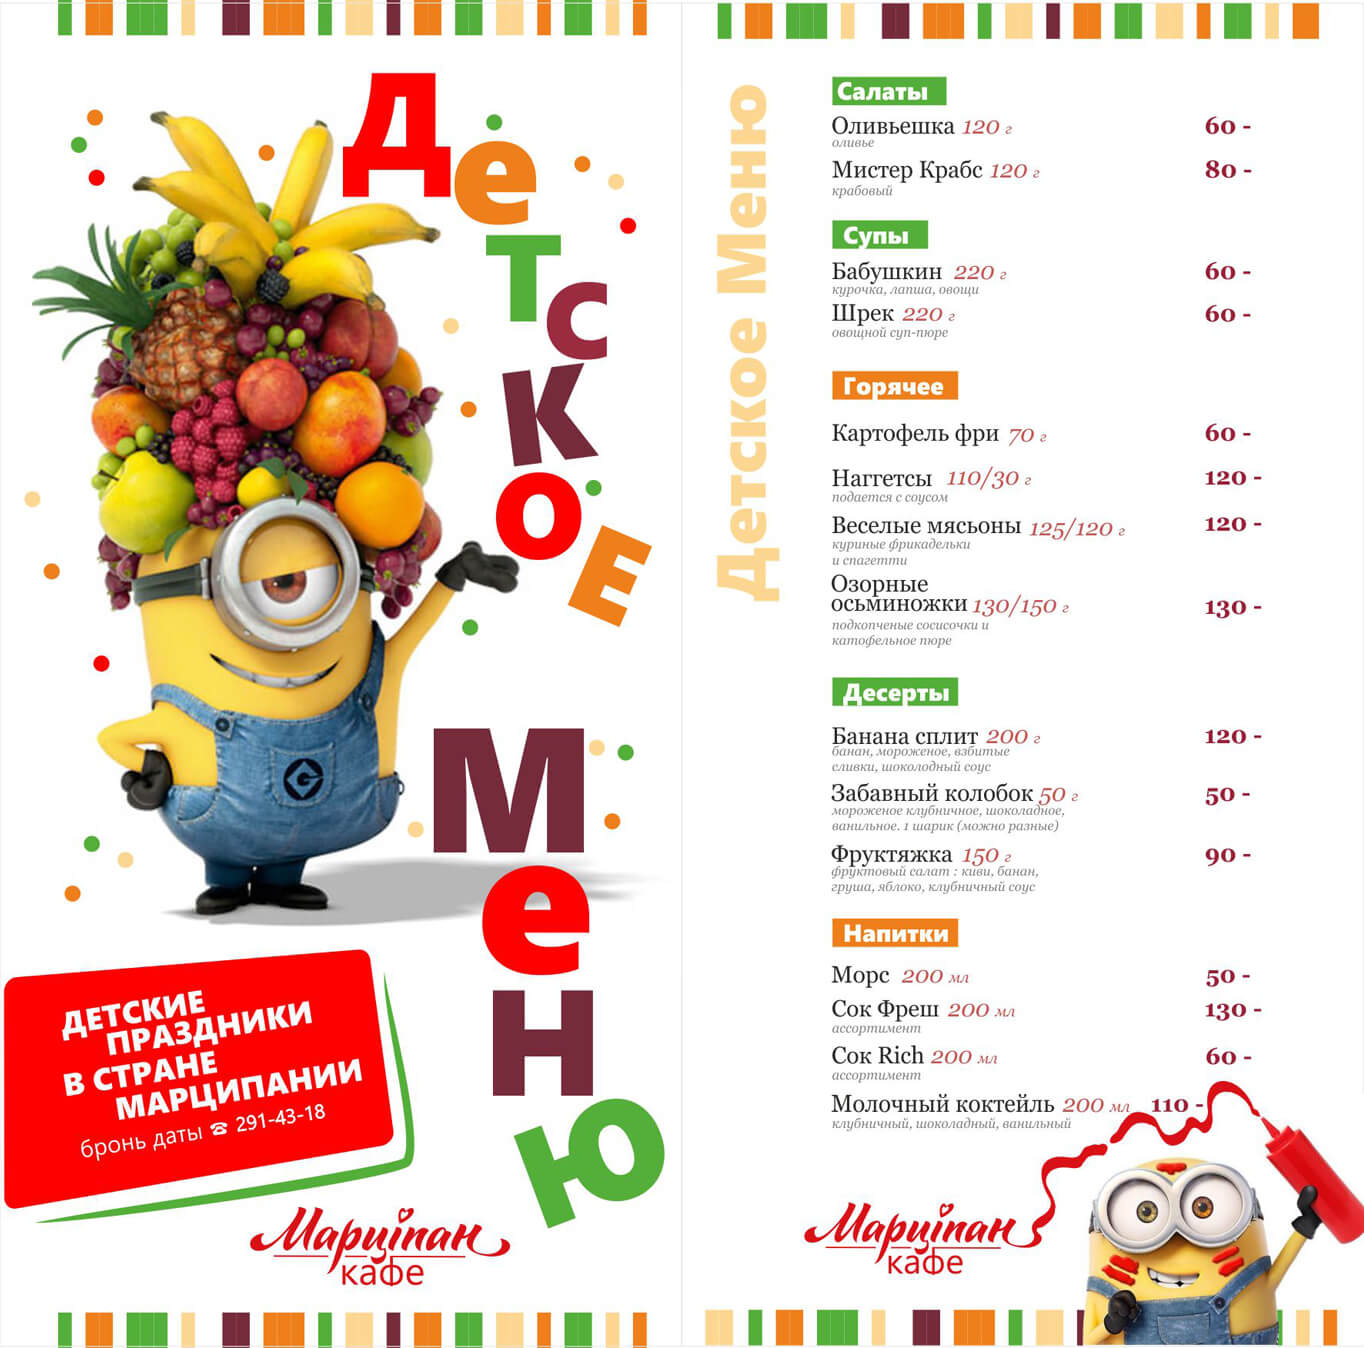 Детское
Меню
ДЕТСКИЕ
ПРАЗДНИКИ
В СТРАНЕ
МАРЦИПАНИИ
бронь даты ☎ 291-43-18
Марціпан
кафе
Детское Меню
Салаты
Оливьешка 120 г 60 -
оливье
Мистер Крабс 120 г 80 -
крабовый
Супы
Бабушкин 220 г 60 -
курочка, лапша, овощи
Шрек 220 г 60 -
овощной суп-пюре
Горячее
Картофель фри 70 г 60 -
Наггетсы 110/30 г 120 -
подается с соусом
Веселые мясьоны 125/120 г 120 -
куриные фрикадельки
и спагетти
Озорные
осьминожки 130/150 г 130 -
подкопченые сосисочки и
катофельное пюре
Десерты
Банана сплит 200 г 120 -
банан, мороженое, взбитые
сливки, шоколодный соус
Забавный колобок 50 г 50 -
мороженое клубничное, шоколадное,
ванильное. 1 шарик (можно разные)
Фруктяжка 150 г 90 -
фруктовый салат : киви, банан,
груша, яблоко, клубничный соус
Напитки
Морс 200 мл 50 -
Сок Фреш 200 мл 130 -
ассортимент
Сок Rich 200 мл 60 -
ассортимент
Молочный коктейль 200 мл 110 -
клубничный, шоколадный, ванильный
Марціпан
кафе